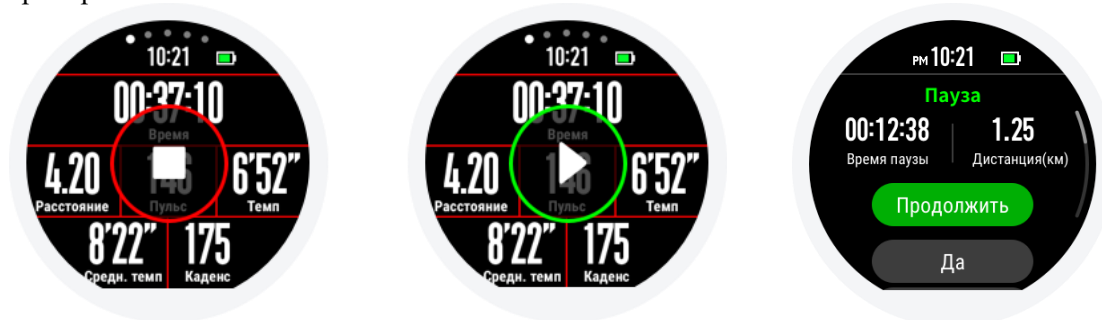 10:21
00:37:10
Время
4.20
6'52"
Расстояние
Пульс
Темп
8'22"
175
Средн. темп
Каденс
10:21
00:37:10
Время
4.20
6'52"
Расстояние
Пульс
Темп
8'22"
175
Средн. темп
Каденс
PM 10:21
Пауза
00:12:38
1.25
Время паузы
Дистанция(км)
Продолжить
Да